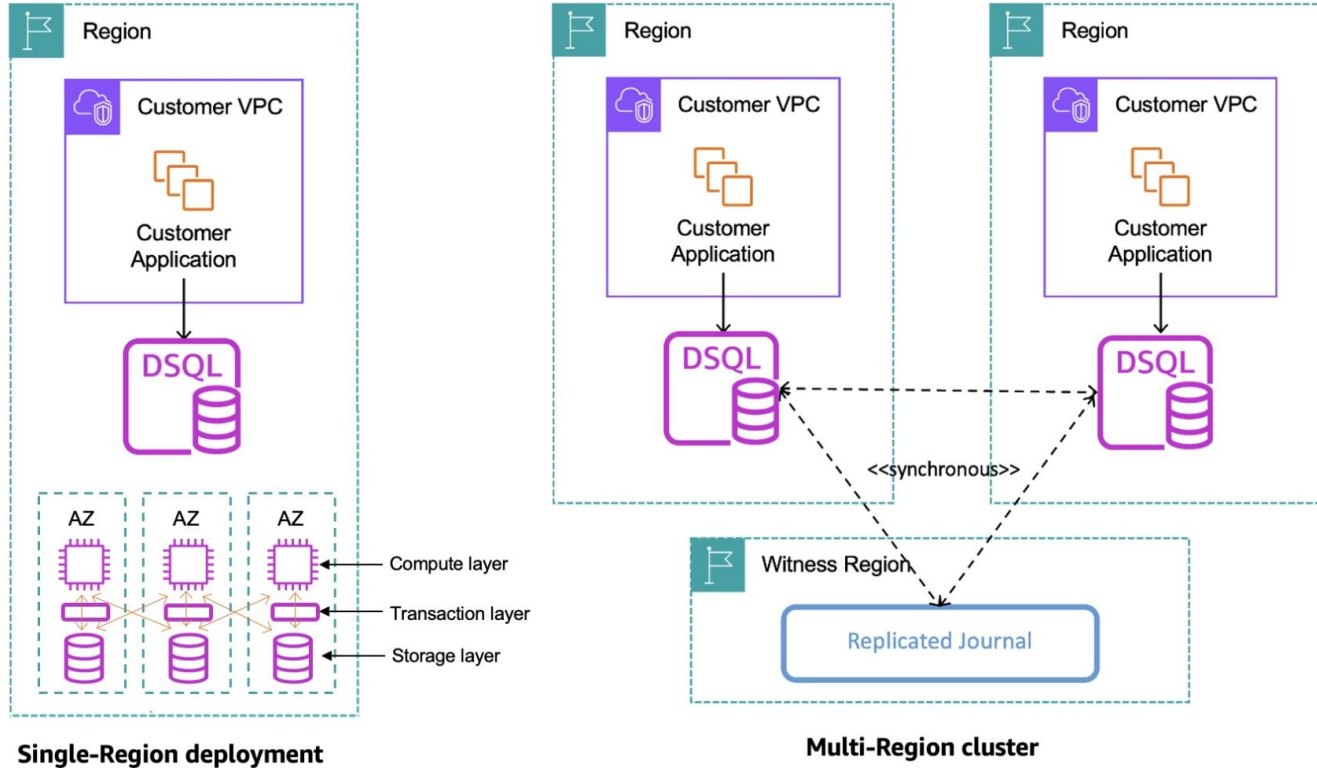 Region
Customer VPC
Customer
Application
DSQL
AZ
AZ
AZ
Compute layer
Transaction layer
Storage layer
Single-Region deployment
Region
Customer VPC
Customer
Application
DSQL
Region
Customer VPC
Customer
Application
DSQL
<<synchronous>>
Witness Region
Replicated Journal
Multi-Region cluster